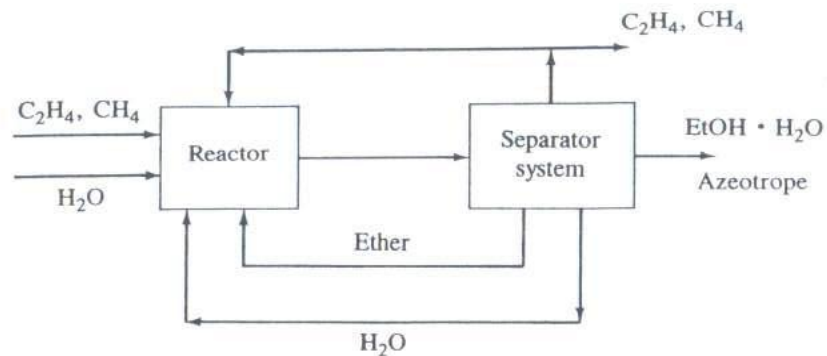 C₂H₄, CH₄
C₂H₄, CH₄
H₂O
Reactor
Separator
system
EtOH · H₂O
Azeotrope
Ether
H₂O